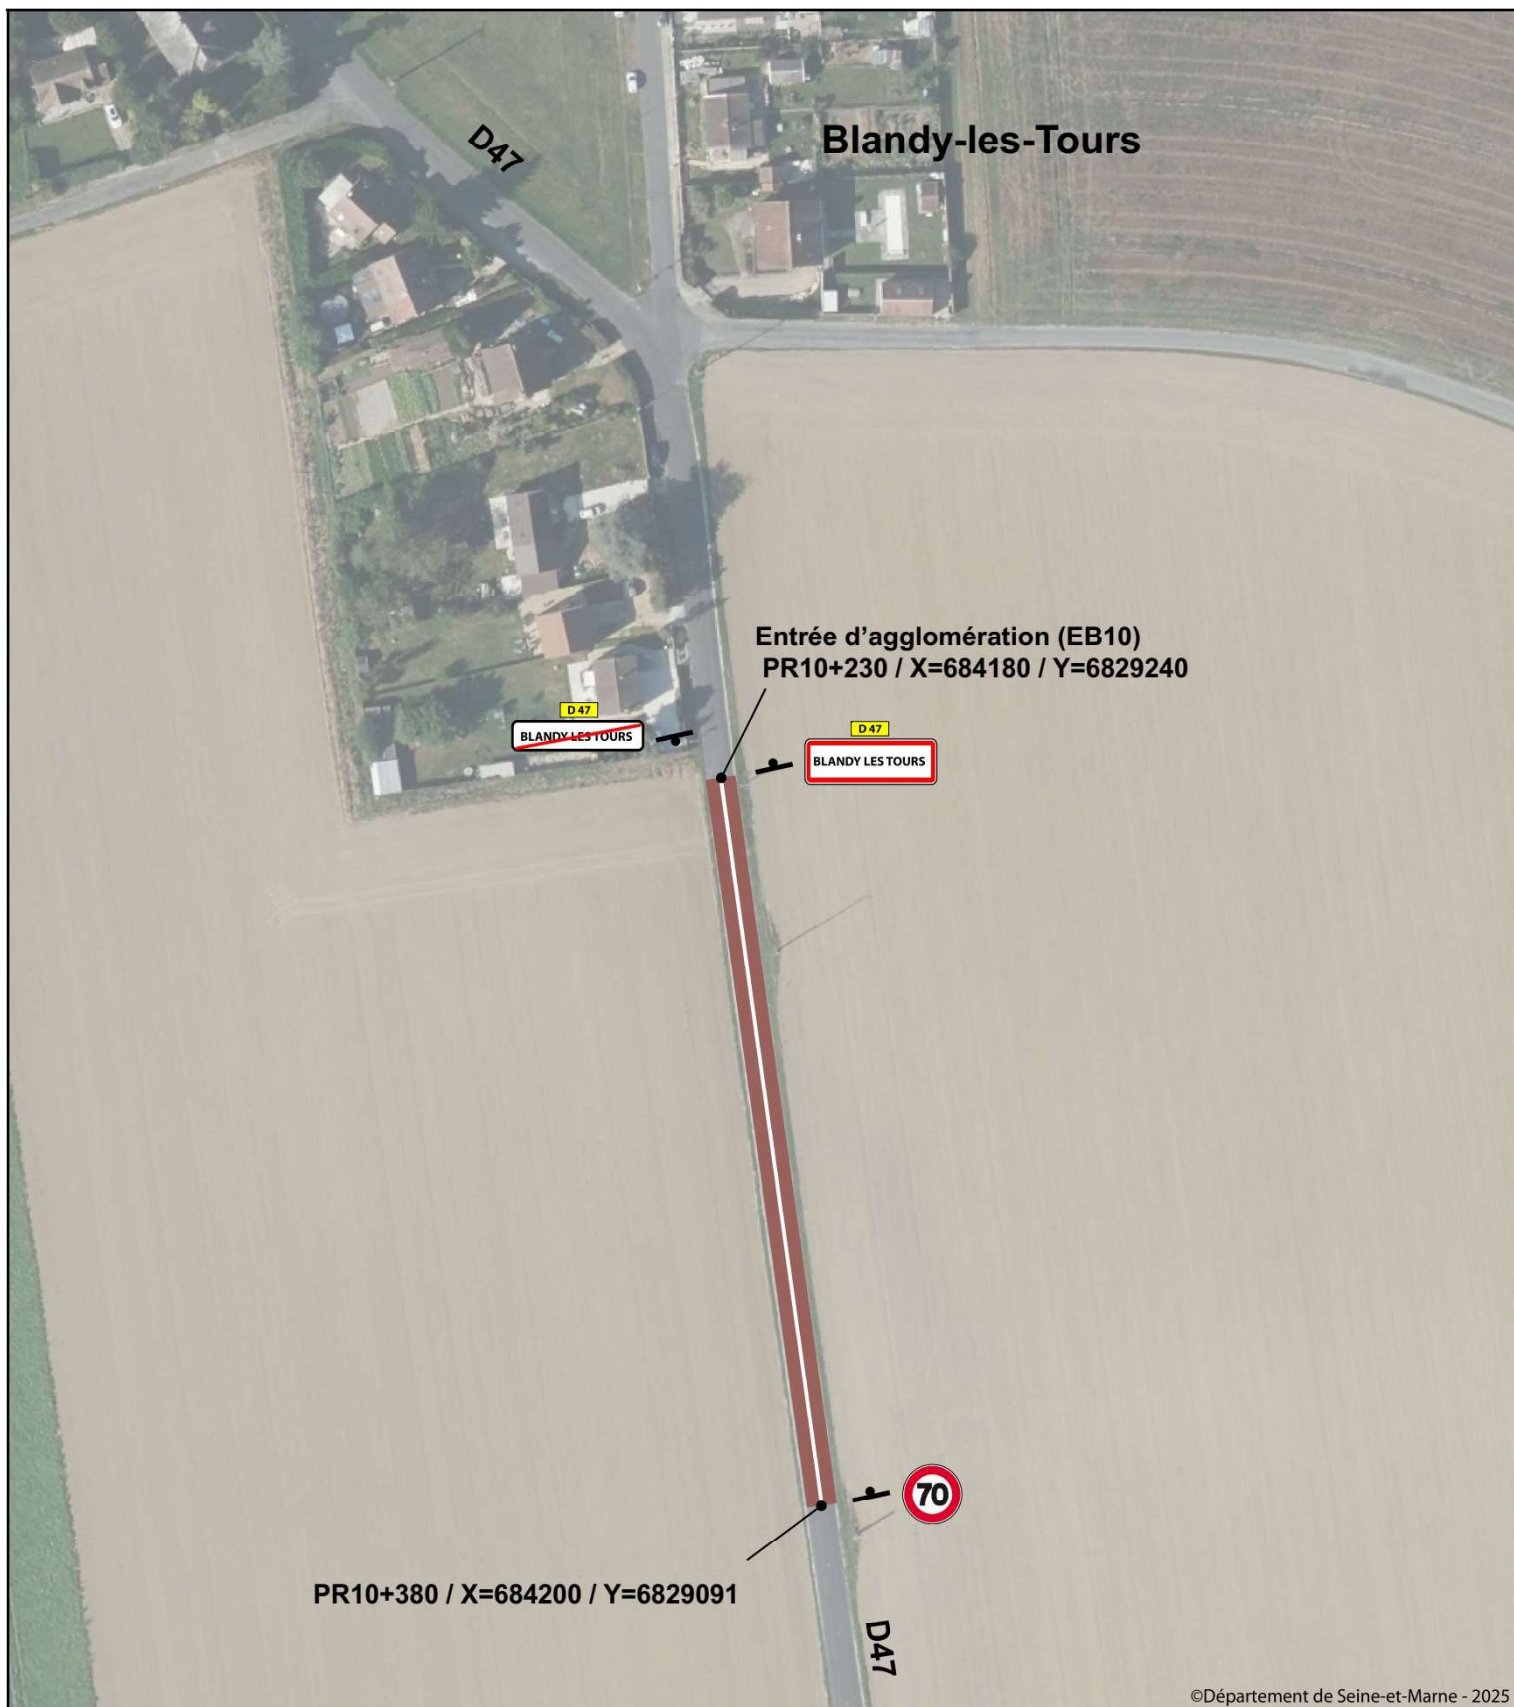 D47
Blandy-les-Tours
Entrée d’agglomération (EB10)
PR10+230 / X=684180 / Y=6829240
D 47
BLANDY LES TOURS
D 47
BLANDY LES TOURS
70
PR10+380 / X=684200 / Y=6829091
D47
©Département de Seine-et-Marne - 2025